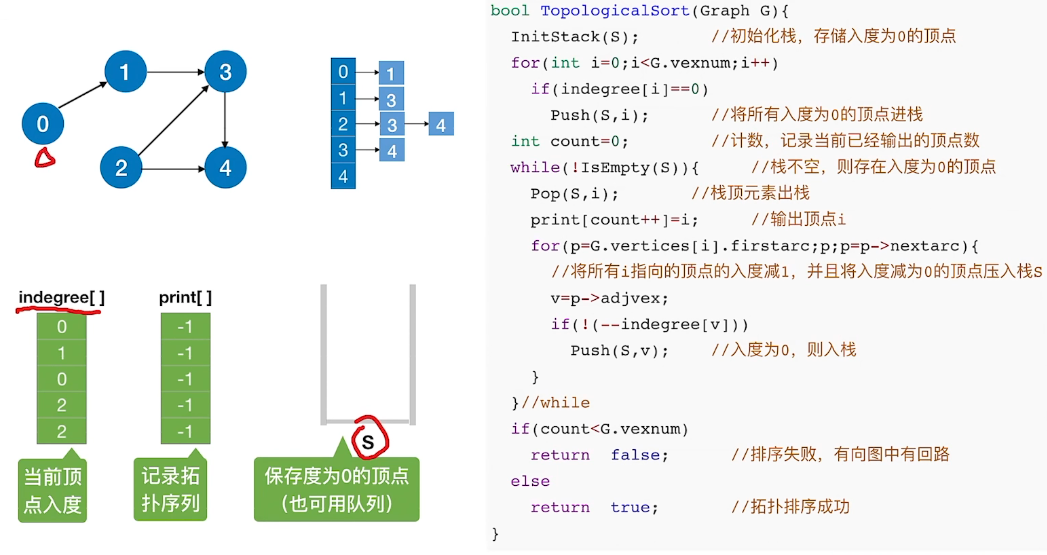 1
3
0
2
4
0
1
1
3
2
3
4
3
4
4
indegree[ ]
0
1
0
2
2
当前顶
点入度
print[ ]
-1
-1
-1
-1
-1
记录拓
扑序列
S
保存度为0的顶点
（也可用队列）
bool TopologicalSort(Graph G){
InitStack(S); //初始化栈，存储入度为0的顶点
for(int i=0;i<G.vexnum;i++)
if(indegree[i]==0)
Push(S,i); //将所有入度为0的顶点进栈
int count=0; //计数，记录当前已经输出的顶点数
while(!IsEmpty(S)){ //栈不空，则存在入度为0的顶点
Pop(S,i); //栈顶元素出栈
print[count++]=i; //输出顶点i
for(p=G.vertices[i].firstarc;p;p=p->nextarc){
//将所有i指向的顶点的入度减1，并且将入度减为0的顶点压入栈S
v=p->adjvex;
if(!(--indegree[v]))
Push(S,v); //入度为0，则入栈
}
}//while
if(count<G.vexnum)
return false; //排序失败，有向图中有回路
else
return true; //拓扑排序成功
}